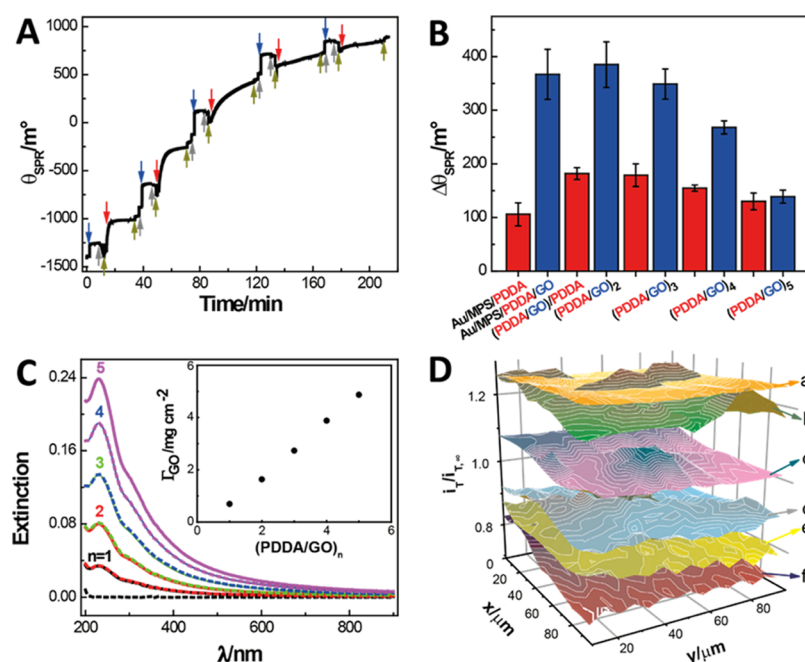 A
θSPR/m°
1000
500
0
-500
-1000
-1500
0 40 80 120 160 200
Time/min
B
ΔθSPR/m°
400
300
200
100
0
Au/MPS/PDDA
Au/MPS/PDDA/GO
(PDDA/GO)/PDDA
(PDDA/GO)2
(PDDA/GO)3
(PDDA/GO)4
(PDDA/GO)5
C
Extinction
0.24
0.16
0.08
0.00
5
4
3
2
n=1
200 400 600 800
λ/nm
ΓGO/mg cm-2
6
4
2
0
0 2 4 6
(PDDA/GO)n
D
iT/iT,∞
1.2
1.0
0.8
a
c
e
f
0
20
40
60
80
x/μm
20 40 60 80
y/μm